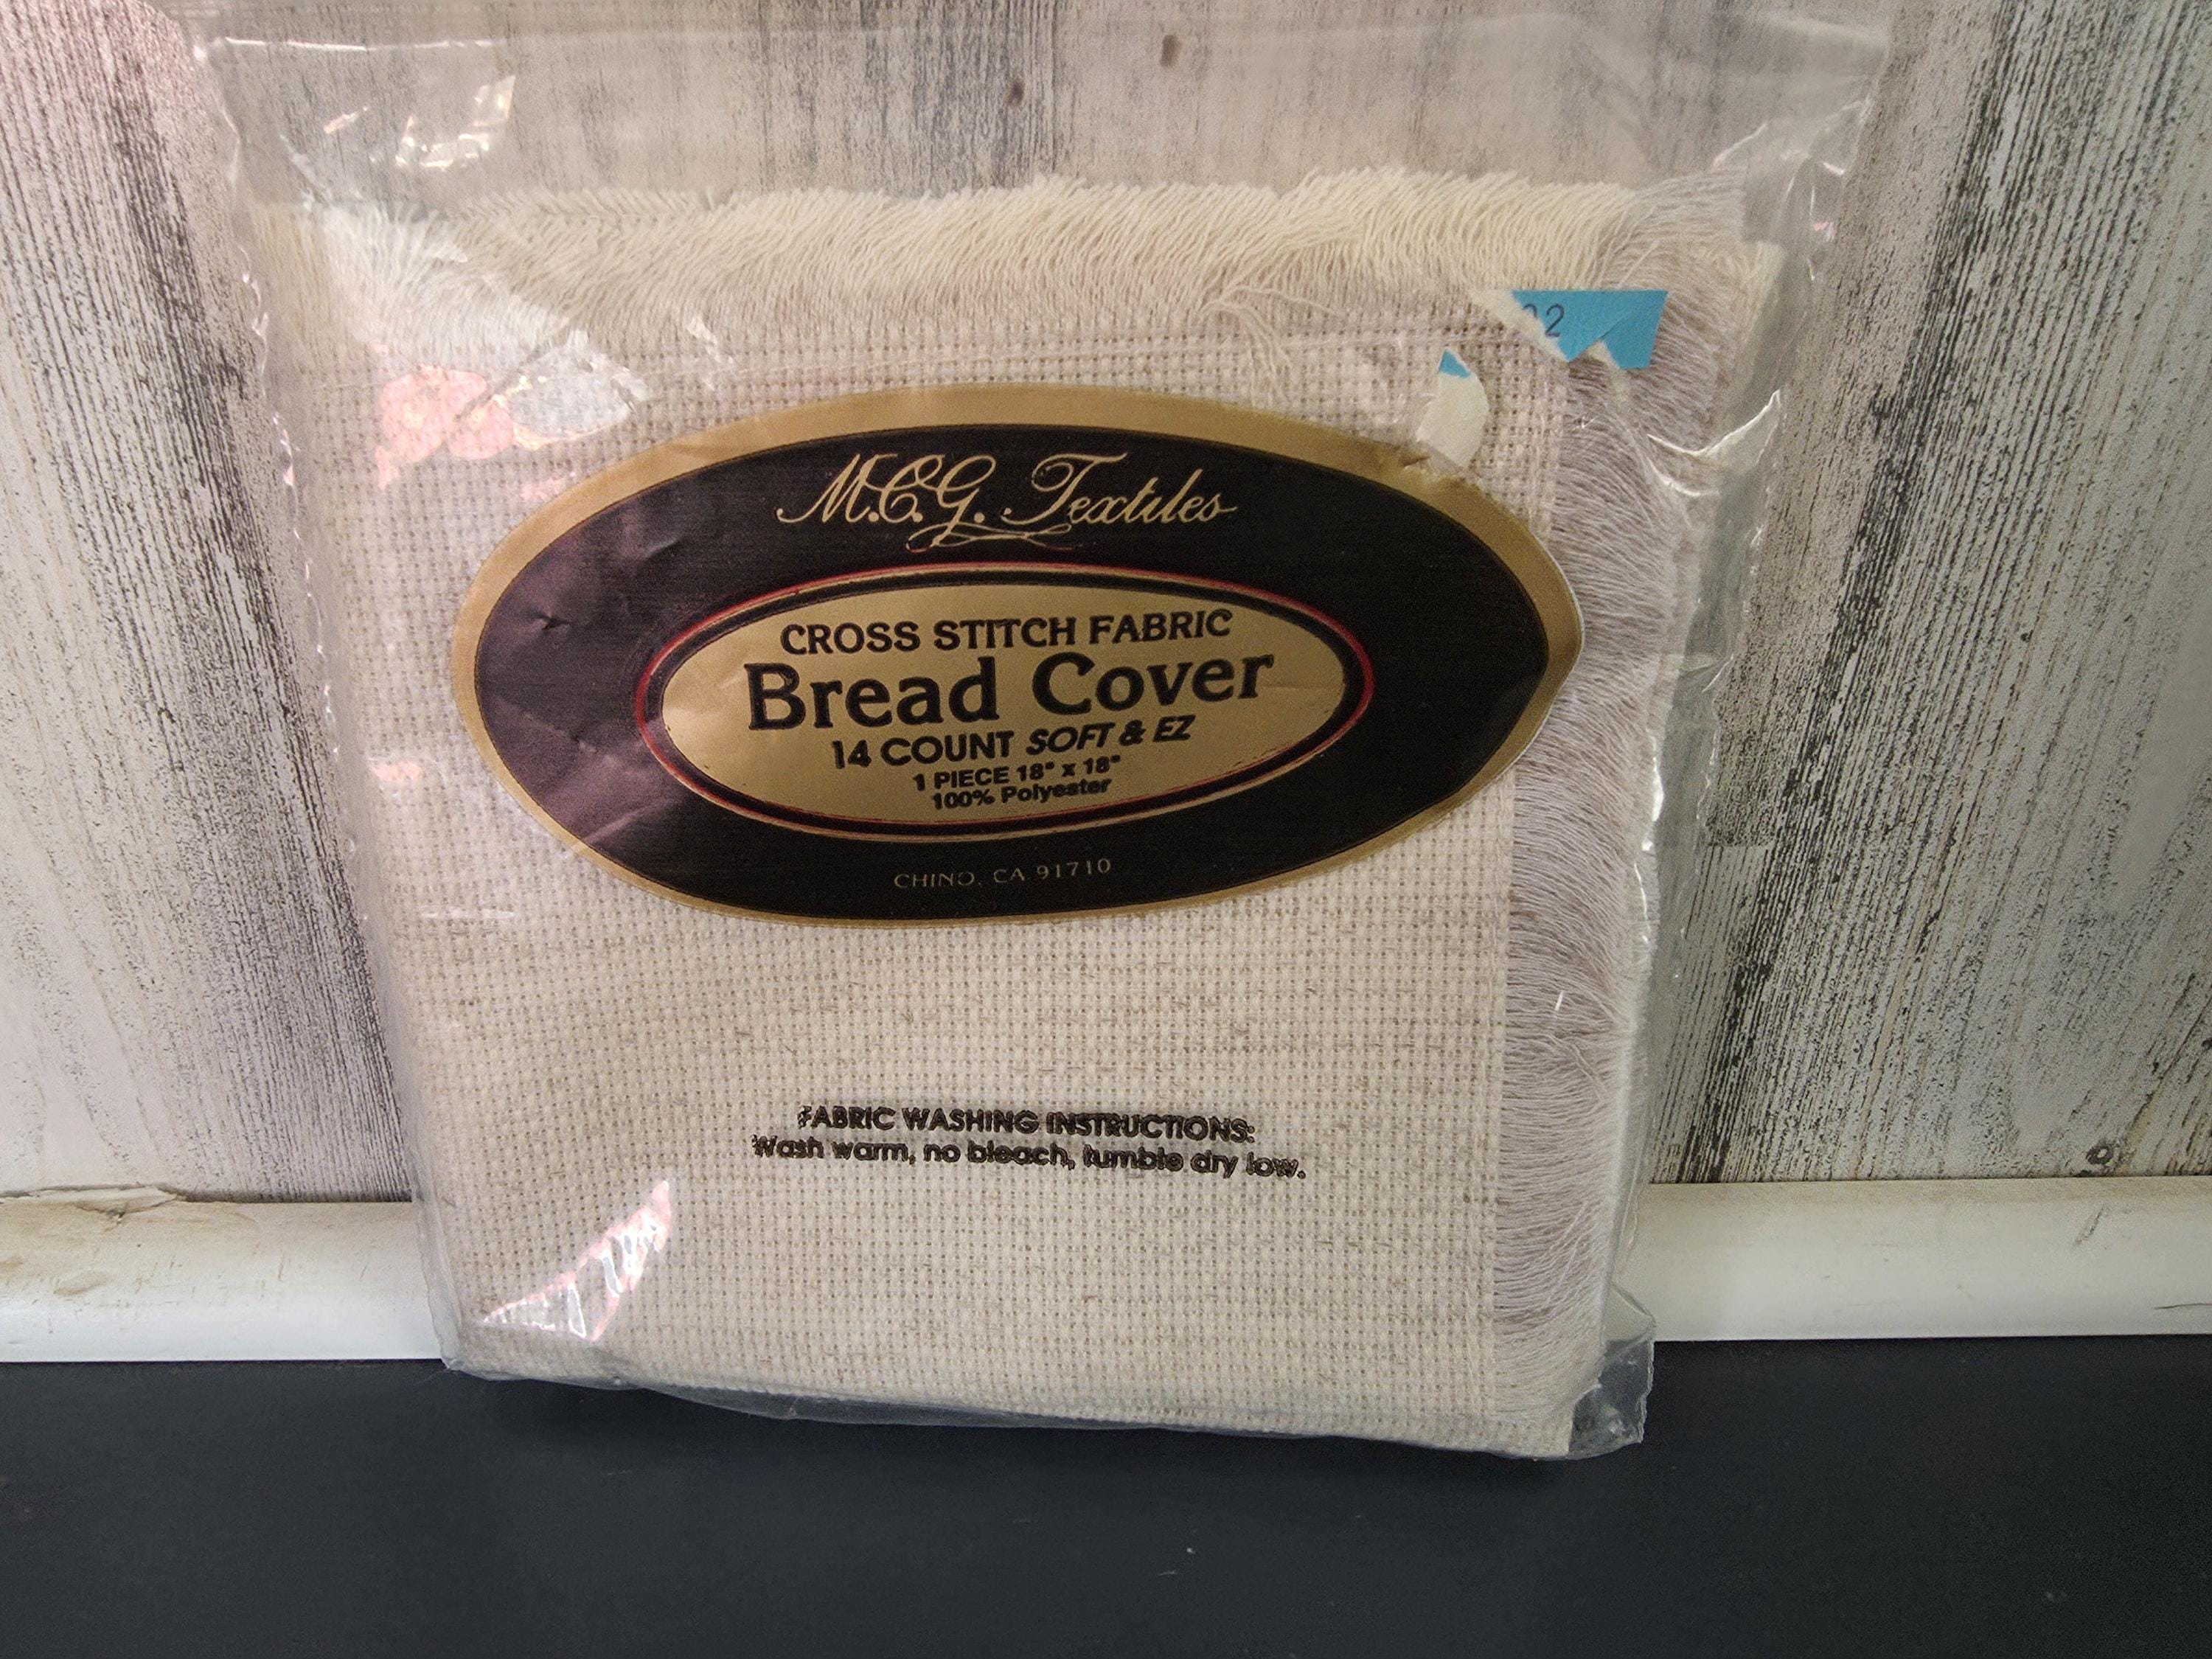 2
M.C.G. Textiles
CROSS STITCH FABRIC
Bread Cover
14 COUNT SOFT & EZ
1 PIECE 18" x 18"
100% Polyester
CHINO, CA 91710
FABRIC WASHING INSTRUCTIONS:
Wash warm, no bleach, tumble dry low.